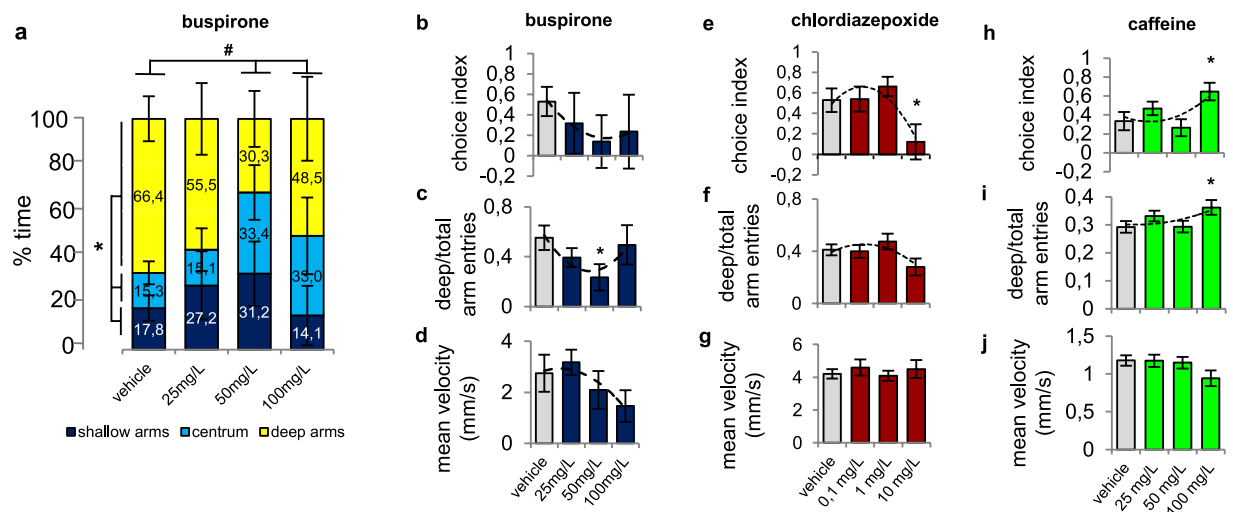 a
buspirone
#
% time
100
80
60
40
20
0
*
66,4
15,3
17,8
55,5
15,1
27,2
30,3
33,4
31,2
48,5
33,0
14,1
vehicle
25mg/L
50mg/L
100mg/L
shallow arms
centrum
deep arms
b
buspirone
choice index
1
0,8
0,6
0,4
0,2
0
-0,2
c
deep/total
arm entries
0,8
0,4
0
*
d
mean velocity
(mm/s)
4
2
0
vehicle
25mg/L
50mg/L
100mg/L
e
chlordiazepoxide
choice index
1
0,8
0,6
0,4
0,2
0
-0,2
*
f
deep/total
arm entries
0,8
0,4
0
g
mean velocity
(mm/s)
6
4
2
0
vehicle
0,1 mg/L
1 mg/L
10 mg/L
h
caffeine
choice index
1
0,8
0,6
0,4
0,2
0
-0,2
*
i
deep/total
arm entries
0,4
0,3
0,2
0,1
0
*
j
mean velocity
(mm/s)
1,5
1
0,5
0
vehicle
25 mg/L
50 mg/L
100 mg/L